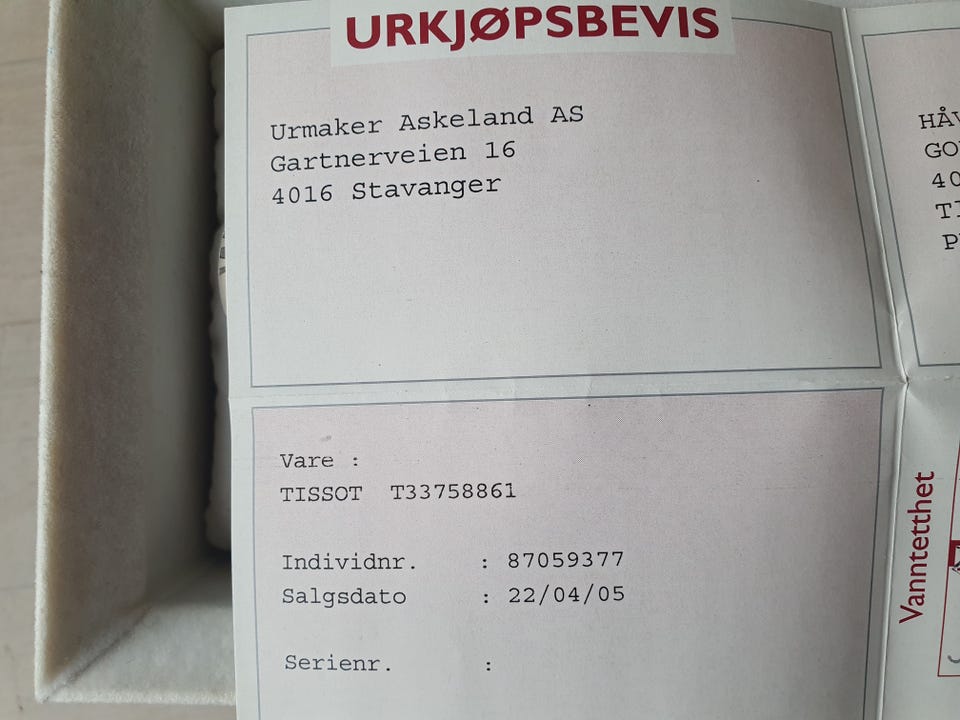 URKJØPSBEVIS
Urmaker Askeland AS
Gartnerveien 16
4016 Stavanger
Vare :
TISSOT T33758861
Individnr. : 87059377
Salgsdato : 22/04/05
Serienr. :
Vanntetthet